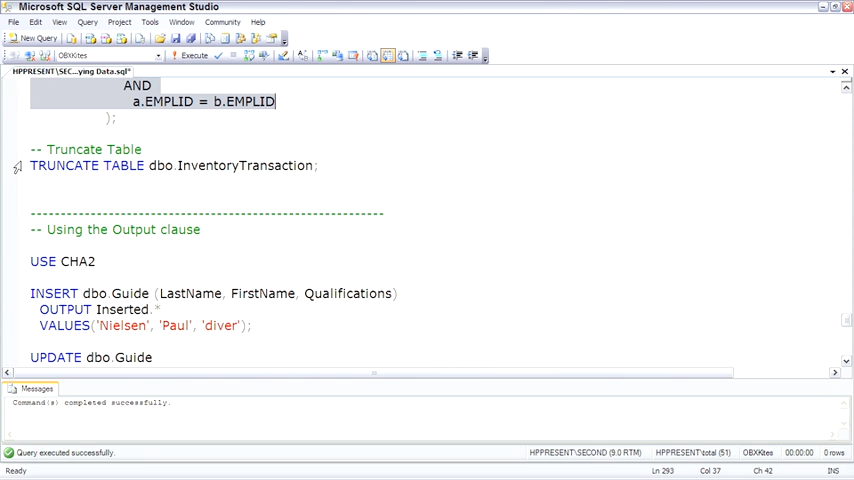 Microsoft SQL Server Management Studio
File Edit View Query Project Tools Window Community Help
New Query
OBXKites Execute
HPPRESENT\SEC...ying Data.sql*
AND
a.EMPLID = b.EMPLID
);
-- Truncate Table
TRUNCATE TABLE dbo.InventoryTransaction;
------------------------------------------------------------
-- Using the Output clause
USE CHA2
INSERT dbo.Guide (LastName, FirstName, Qualifications)
OUTPUT Inserted.*
VALUES('Nielsen', 'Paul', 'diver');
UPDATE dbo.Guide
Messages
Command(s) completed successfully.
Query executed successfully. HPPRESENT\SECOND (9.0 RTM) HPPRESENT\total (51) OBXKites 00:00:00 0 rows
Ready Ln 293 Col 37 Ch 42 INS